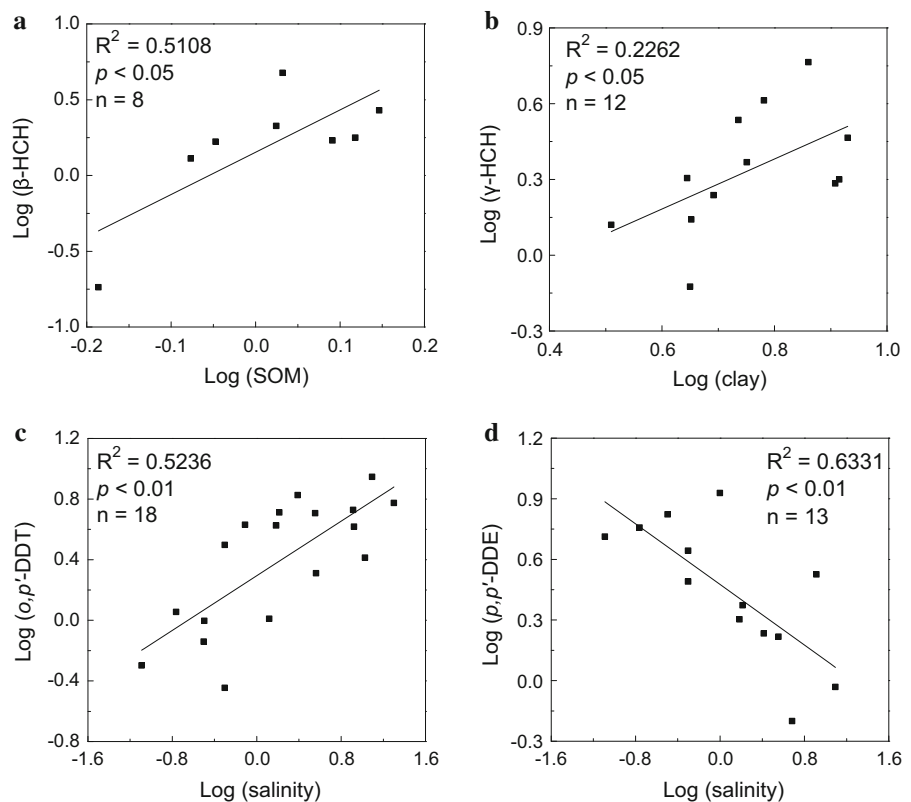 a
R² = 0.5108
p < 0.05
n = 8
1.0
0.5
0.0
-0.5
-1.0
-0.2
-0.1
0.0
0.1
0.2
Log (β-HCH)
Log (SOM)
b
R² = 0.2262
p < 0.05
n = 12
0.9
0.6
0.3
0.0
-0.3
0.4
0.6
0.8
1.0
Log (γ-HCH)
Log (clay)
c
R² = 0.5236
p < 0.01
n = 18
1.2
0.8
0.4
0.0
-0.4
-0.8
-1.6
-0.8
0.0
0.8
1.6
Log (o,p′-DDT)
Log (salinity)
d
R² = 0.6331
p < 0.01
n = 13
1.2
0.9
0.6
0.3
0.0
-0.3
-1.6
-0.8
0.0
0.8
1.6
Log (p,p′-DDE)
Log (salinity)